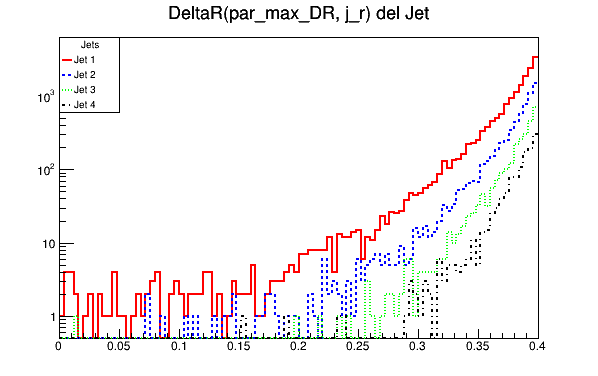 DeltaR(par_max_DR, j_r) del Jet
Jets
Jet 1
Jet 2
Jet 3
Jet 4
10³
10²
10
1
0 0.05 0.1 0.15 0.2 0.25 0.3 0.35 0.4